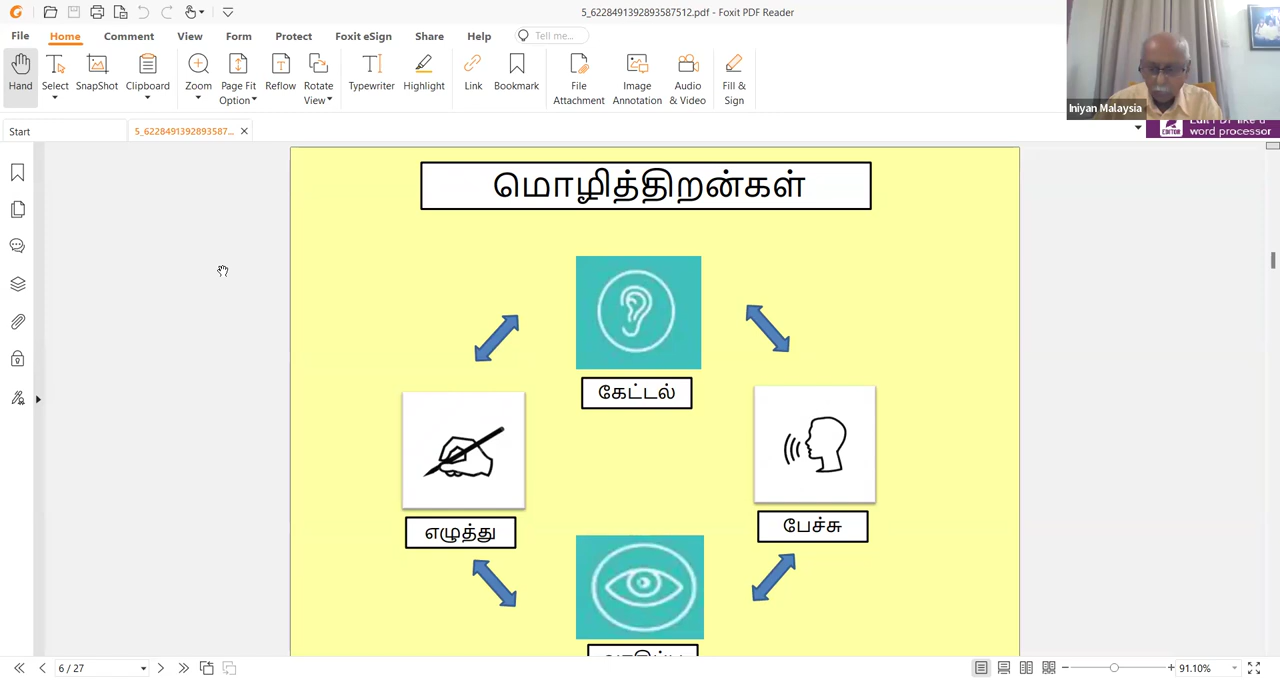 5_6228491392893587512.pdf - Foxit PDF Reader
File Home Comment View Form Protect Foxit eSign Share Help Tell me...
Hand Select SnapShot Clipboard Zoom Page Fit Option Reflow Rotate View Typewriter Highlight Link Bookmark File Attachment Image Annotation Audio & Video Fill & Sign
Iniyan Malaysia
EDITOR
word processor
Start 5_6228491392893587...
மொழித்திறன்கள்
கேட்டல்
எழுத்து
பேச்சு
6 / 27
91.10%